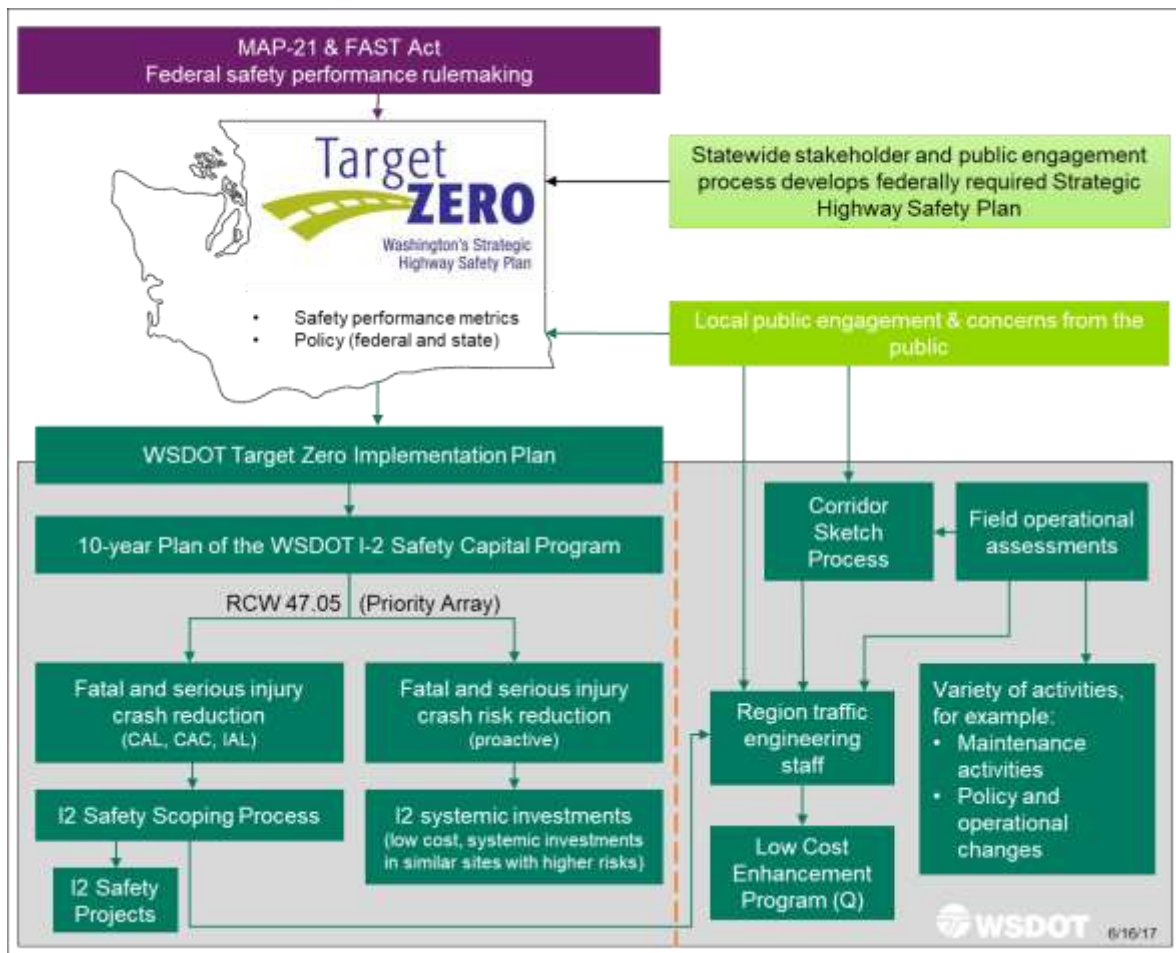 MAP-21 & FAST Act
Federal safety performance rulemaking
Target
ZERO
Washington's Strategic
Highway Safety Plan
• Safety performance metrics
• Policy (federal and state)
Statewide stakeholder and public engagement
process develops federally required Strategic
Highway Safety Plan
Local public engagement & concerns from the
public
WSDOT Target Zero Implementation Plan
10-year Plan of the WSDOT I-2 Safety Capital Program
RCW 47.05 (Priority Array)
Fatal and serious injury
crash reduction
(CAL, CAC, IAL)
Fatal and serious injury
crash risk reduction
(proactive)
I2 Safety Scoping Process
I2 systemic investments
(low cost, systemic investments
in similar sites with higher risks)
I2 Safety
Projects
Corridor
Sketch
Process
Field operational
assessments
Region traffic
engineering
staff
Variety of activities,
for example:
• Maintenance
activities
• Policy and
operational
changes
Low Cost
Enhancement
Program (Q)
WSDOT
6/16/17